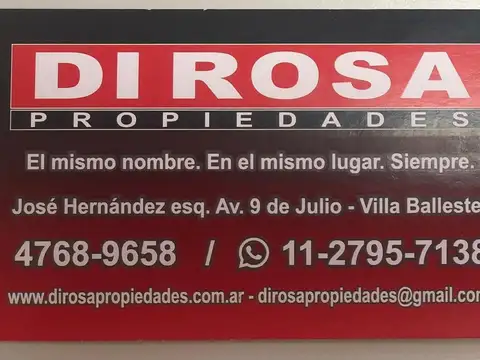 DI ROSA
PROPIEDADES
El mismo nombre. En el mismo lugar. Siempre.
José Hernández esq. Av. 9 de Julio - Villa Balleste
4768-9658 / 11-2795-7138
www.dirosapropiedades.com.ar - dirosapropiedades@gmail.com